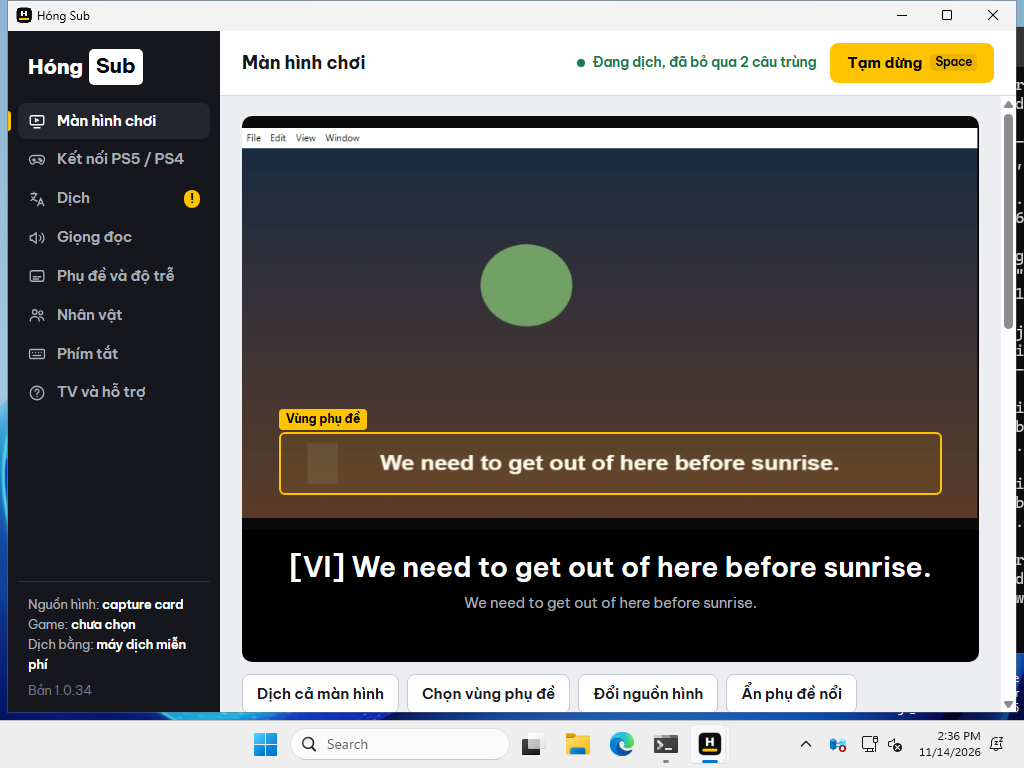 Hóng Sub
Hóng Sub
Màn hình chơi
Kết nối PS5 / PS4
Dịch
!
Giọng đọc
Phụ đề và độ trễ
Nhân vật
Phím tắt
TV và hỗ trợ
Nguồn hình: capture card
Game: chưa chọn
Dịch bằng: máy dịch miễn
phí
Bản 1.0.34
Màn hình chơi
Đang dịch, đã bỏ qua 2 câu trùng
Tạm dừng Space
File Edit View Window
Vùng phụ đề
We need to get out of here before sunrise.
[VI] We need to get out of here before sunrise.
We need to get out of here before sunrise.
Dịch cả màn hình
Chọn vùng phụ đề
Đổi nguồn hình
Ẩn phụ đề nổi
Search
2:36 PM
11/14/2026